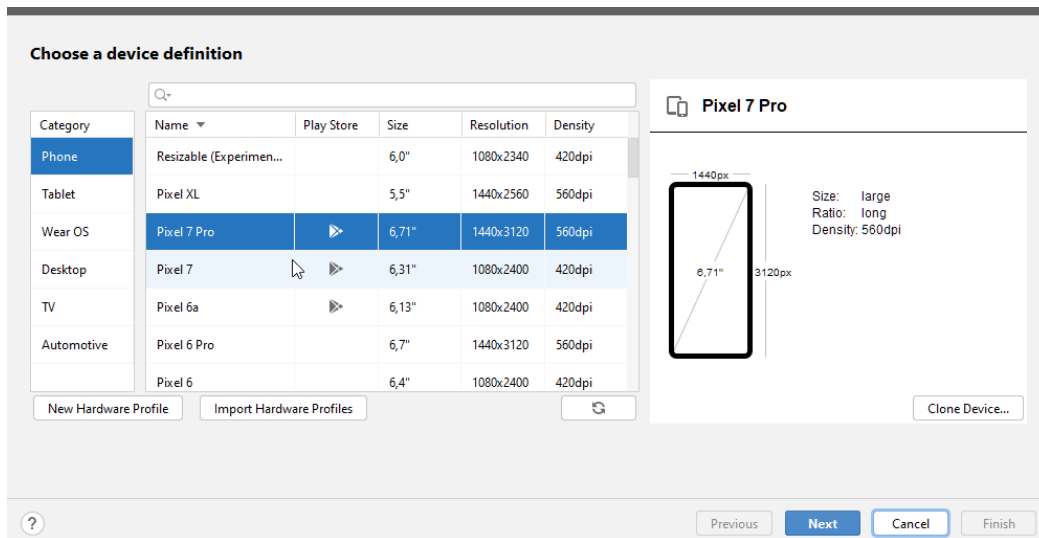 Choose a device definition
Category
Phone
Tablet
Wear OS
Desktop
TV
Automotive
Name Play Store Size Resolution Density
Resizable (Experimen... 6,0" 1080x2340 420dpi
Pixel XL 5,5" 1440x2560 560dpi
Pixel 7 Pro 6,71" 1440x3120 560dpi
Pixel 7 6,31" 1080x2400 420dpi
Pixel 6a 6,13" 1080x2400 420dpi
Pixel 6 Pro 6,7" 1440x3120 560dpi
Pixel 6 6,4" 1080x2400 420dpi
New Hardware Profile Import Hardware Profiles
Pixel 7 Pro
1440px
6,71" 3120px
Size: large
Ratio: long
Density: 560dpi
Clone Device...
? Previous Next Cancel Finish